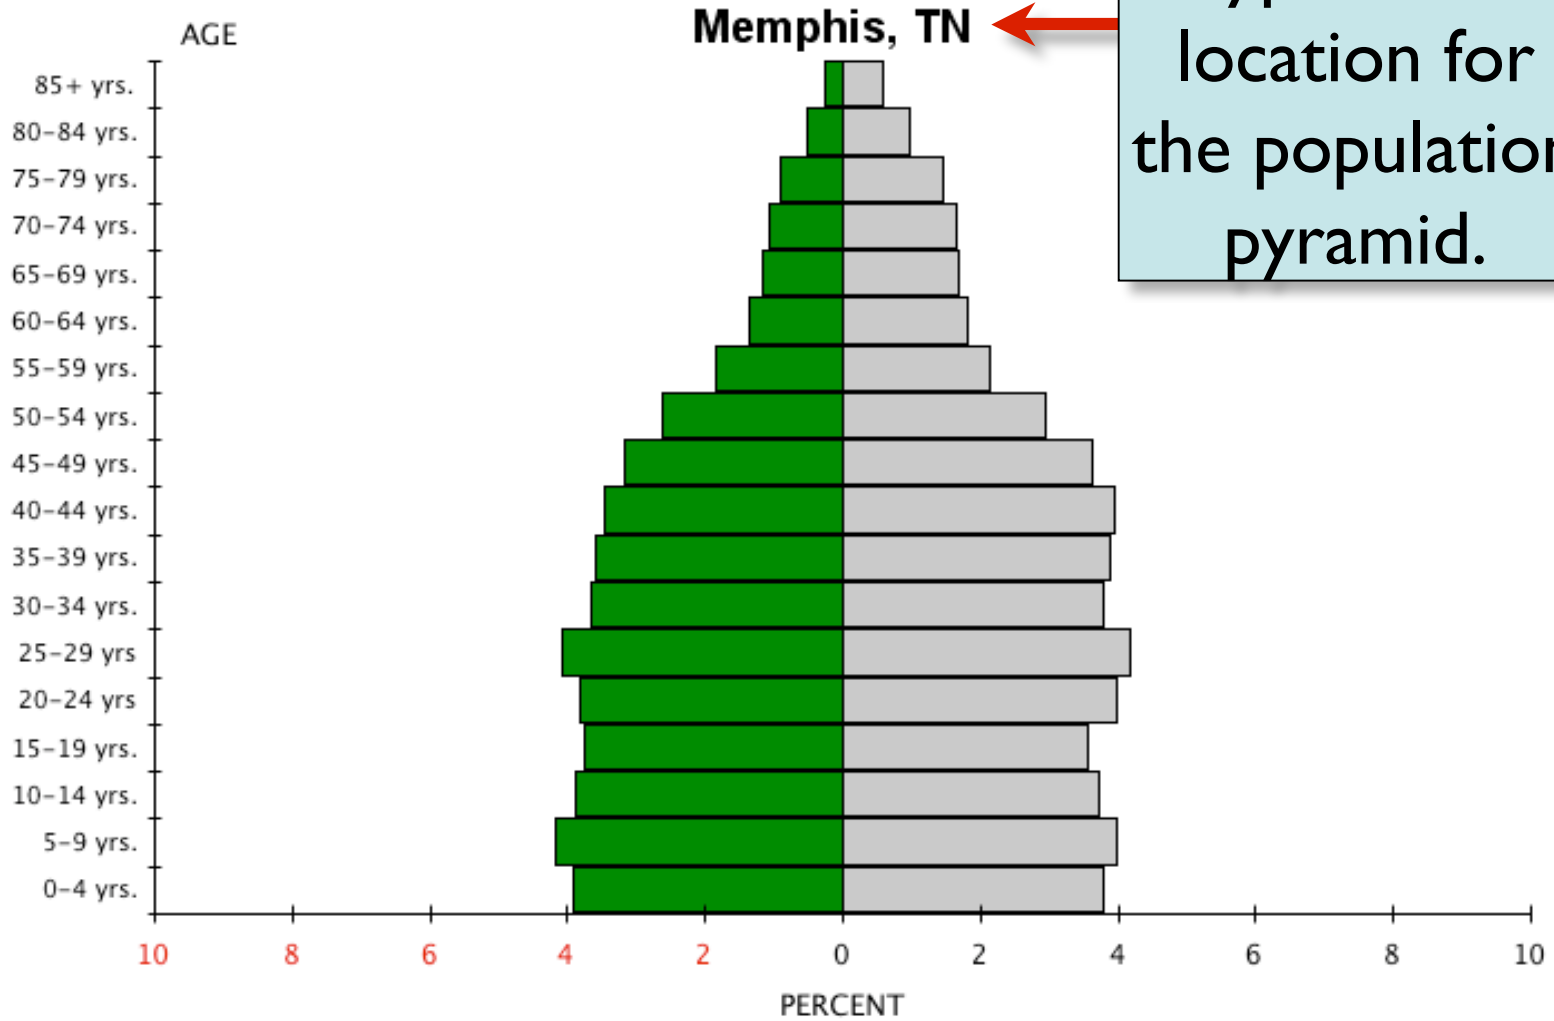 Memphis, TN
AGE
location for
the population
pyramid.
85+ yrs.
80-84 yrs.
75-79 yrs.
70-74 yrs.
65-69 yrs.
60-64 yrs.
55-59 yrs.
50-54 yrs.
45-49 yrs.
40-44 yrs.
35-39 yrs.
30-34 yrs.
25-29 yrs
20-24 yrs
15-19 yrs.
10-14 yrs.
5-9 yrs.
0-4 yrs.
10 8 6 4 2 0 2 4 6 8 10
PERCENT